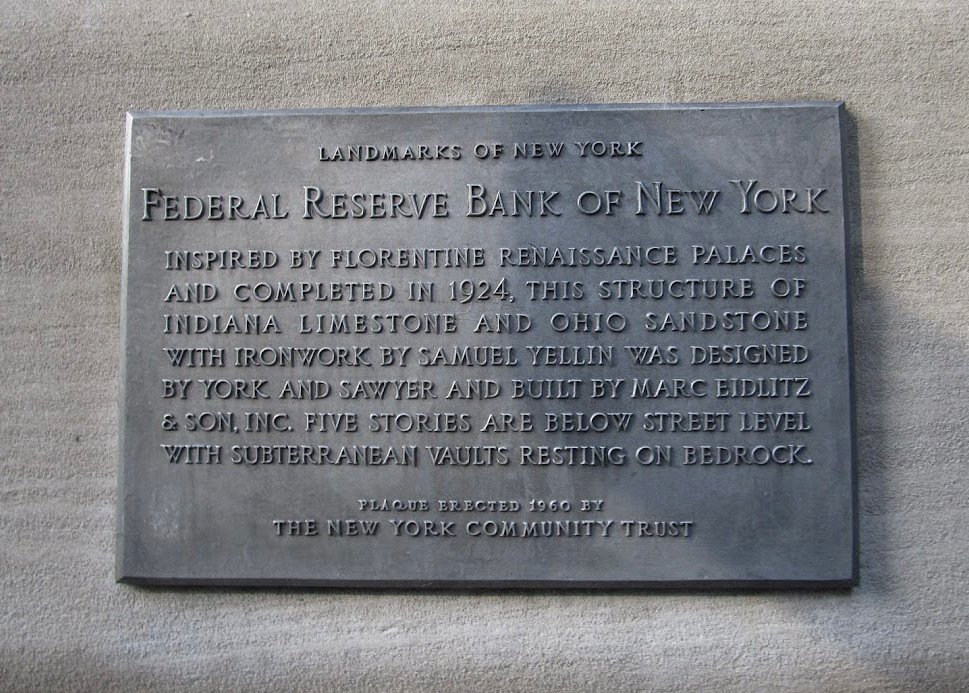 LANDMARKS OF NEW YORK
FEDERAL RESERVE BANK OF NEW YORK
INSPIRED BY FLORENTINE RENAISSANCE PALACES
AND COMPLETED IN 1924, THIS STRUCTURE OF
INDIANA LIMESTONE AND OHIO SANDSTONE
WITH IRONWORK BY SAMUEL YELLIN WAS DESIGNED
BY YORK AND SAWYER AND BUILT BY MARC EIDLITZ
& SON, INC. FIVE STORIES ARE BELOW STREET LEVEL
WITH SUBTERRANEAN VAULTS RESTING ON BEDROCK.
PLAQUE ERECTED 1960 BY
THE NEW YORK COMMUNITY TRUST